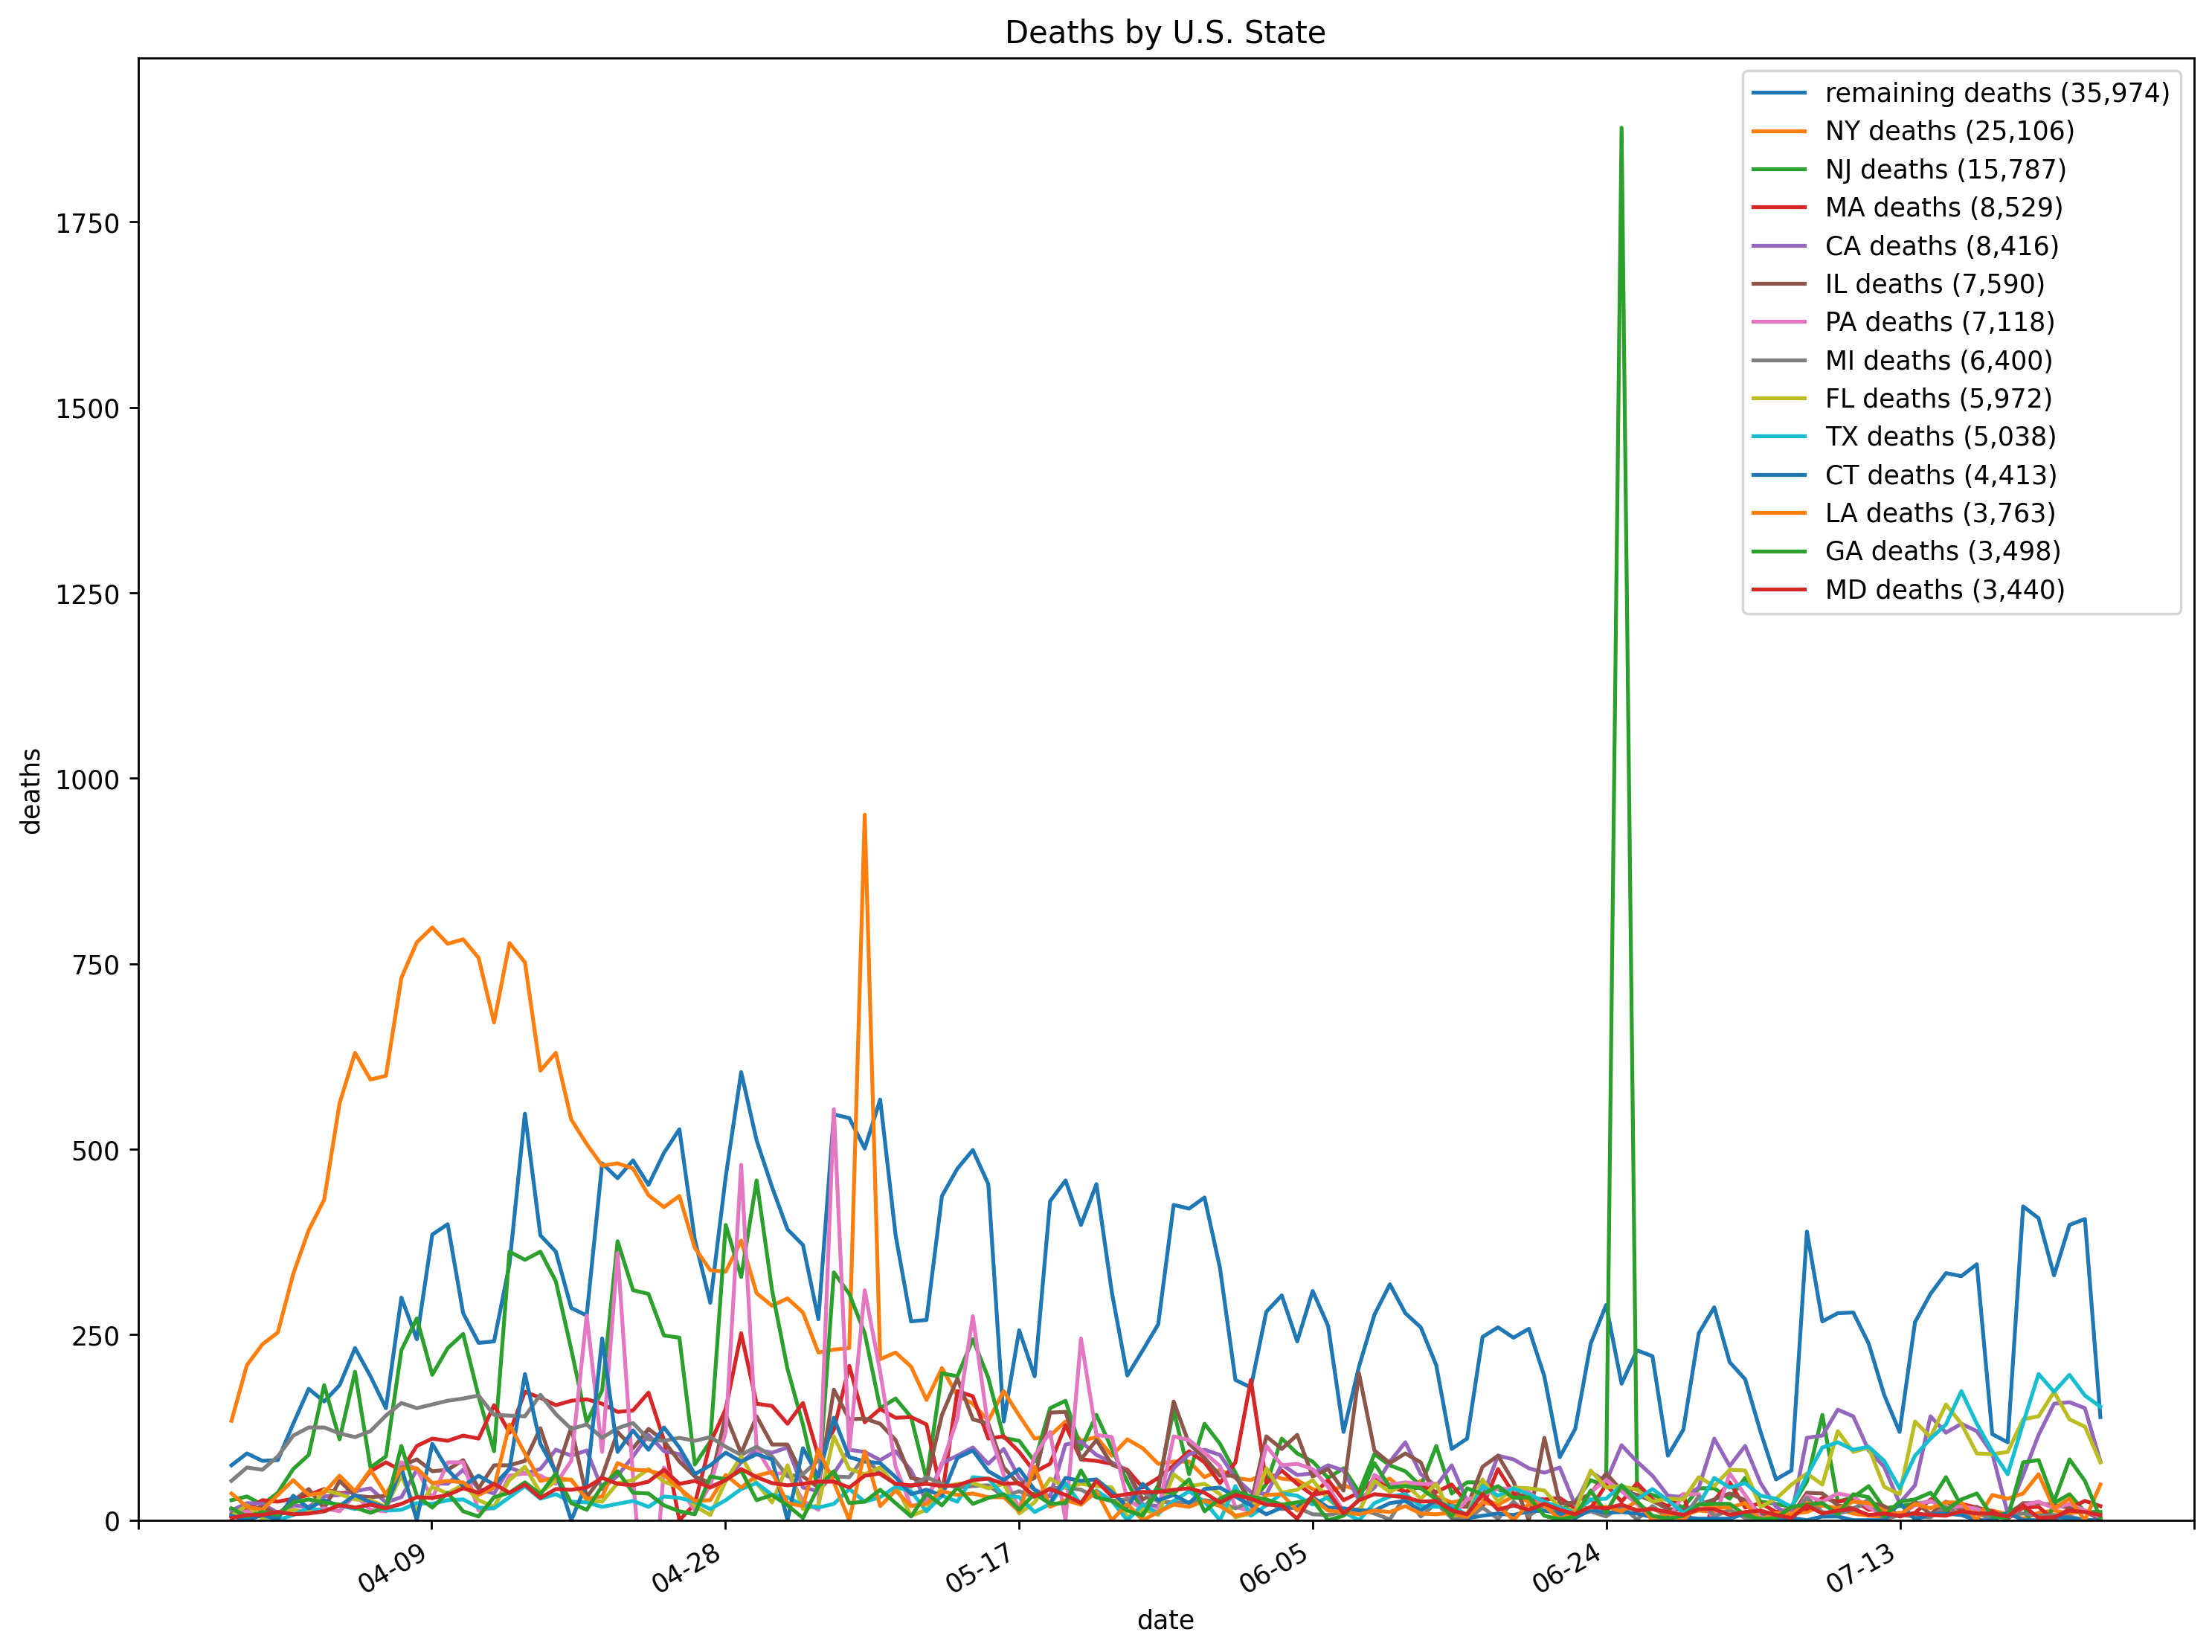 Deaths by U.S. State
remaining deaths (35,974)
NY deaths (25,106)
NJ deaths (15,787)
MA deaths (8,529)
CA deaths (8,416)
IL deaths (7,590)
PA deaths (7,118)
MI deaths (6,400)
FL deaths (5,972)
TX deaths (5,038)
CT deaths (4,413)
LA deaths (3,763)
GA deaths (3,498)
MD deaths (3,440)
1750
1500
1250
1000
750
500
250
0
deaths
04-09
04-28
05-17
06-05
06-24
07-13
date